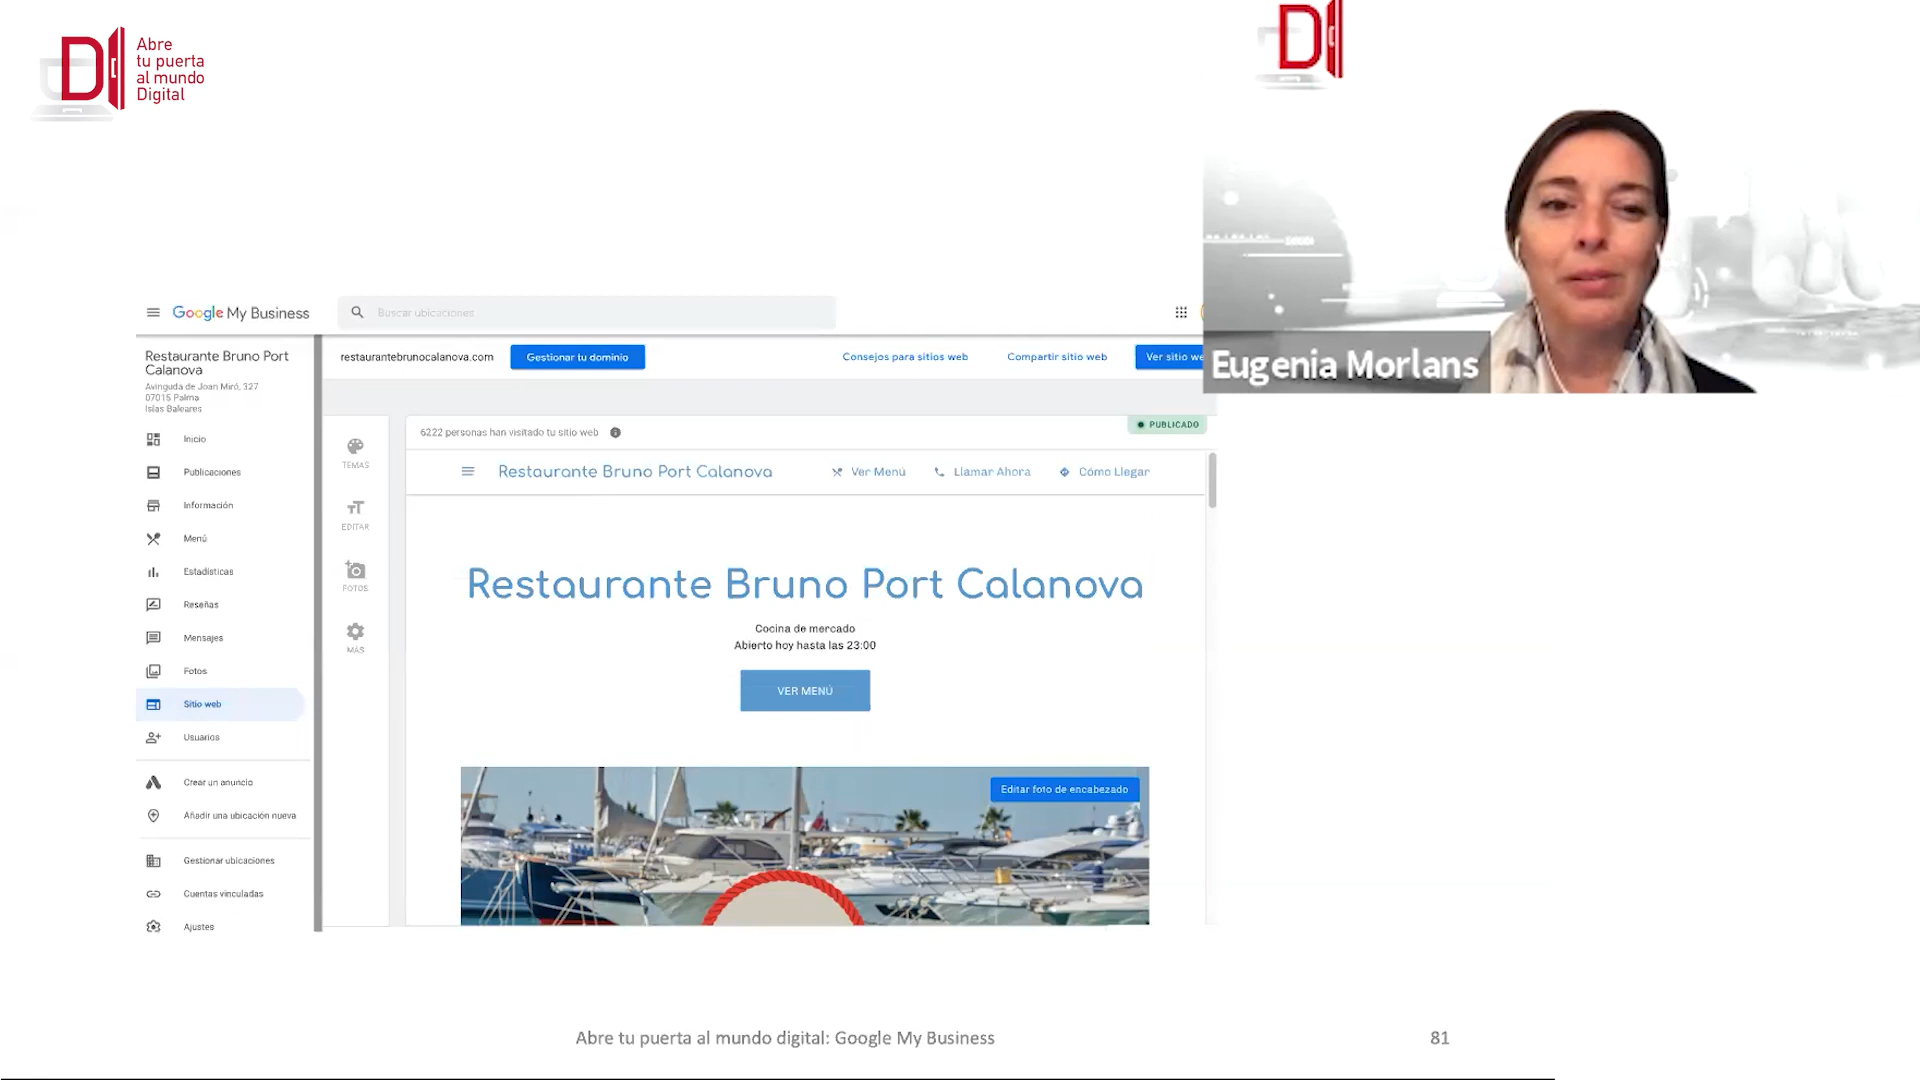 Abre
tu puerta
al mundo
Digital
Google My Business
Buscar ubicaciones
Eugenia Morlans
Restaurante Bruno Port
Calanova
Avinguda de Joan Miró, 327
07015 Palma
Islas Baleares
Inicio
Publicaciones
Información
Menú
Estadísticas
Reseñas
Mensajes
Fotos
Sitio web
Usuarios
Crear un anuncio
Añadir una ubicación nueva
Gestionar ubicaciones
Cuentas vinculadas
Ajustes
restaurantebrunocalanova.com
Gestionar tu dominio
Consejos para sitios web
Compartir sitio web
Ver sitio we
TEMAS
EDITAR
FOTOS
MÁS
6222 personas han visitado tu sitio web
PUBLICADO
Restaurante Bruno Port Calanova
Ver Menú
Llamar Ahora
Cómo Llegar
Restaurante Bruno Port Calanova
Cocina de mercado
Abierto hoy hasta las 23:00
VER MENÚ
Editar foto de encabezado
Abre tu puerta al mundo digital: Google My Business
81